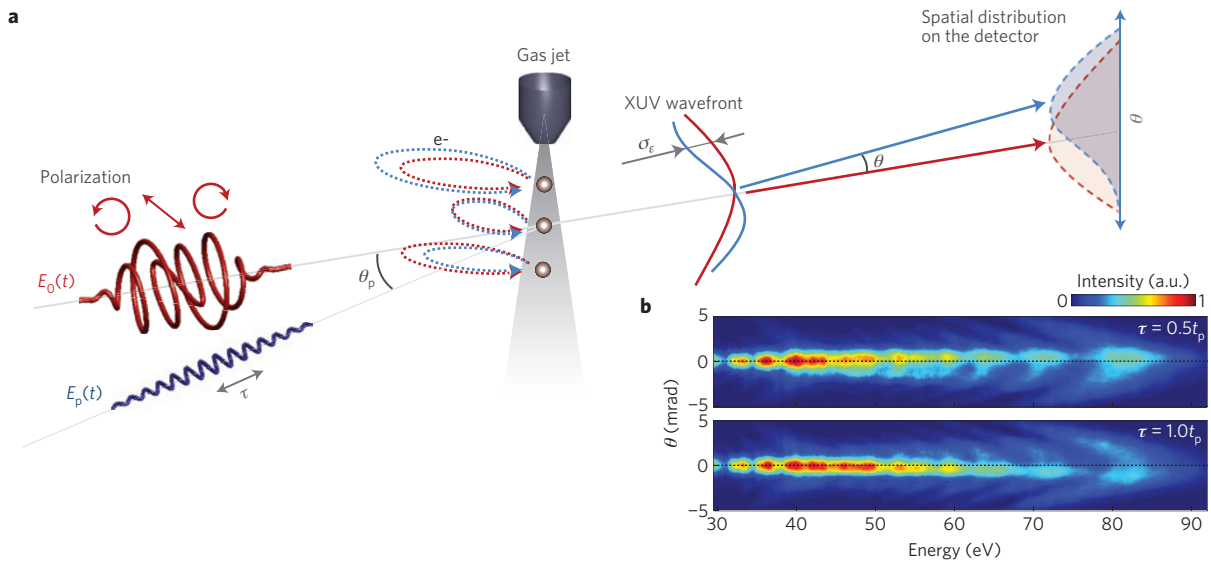 a
Spatial distribution
on the detector
Gas jet
XUV wavefront
e-
σε
θ
θ
Polarization
E0(t)
θp
Ep(t)
τ
b
Intensity (a.u.)
0
1
5
0
−5
τ = 0.5tp
5
0
−5
τ = 1.0tp
θ (mrad)
30
40
50
60
70
80
90
Energy (eV)